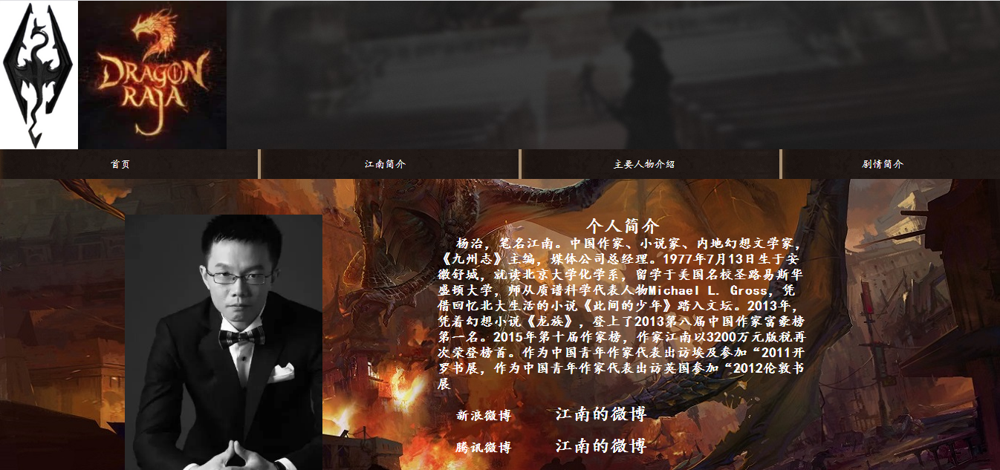 DRAGON
RAJA
首页
江南简介
主要人物介绍
剧情简介
个人简介
杨治，笔名江南。中国作家、小说家、内地幻想文学家，
《九州志》主编，媒体公司总经理。1977年7月13日生于安
徽舒城，就读北京大学化学系，留学于美国名校圣路易斯华
盛顿大学，师从质谱科学代表人物Michael L. Gross，凭
借回忆北大生活的小说《此间的少年》踏入文坛。2013年，
凭着幻想小说《龙族》，登上了2013第八届中国作家富豪榜
第一名。2015年第十届作家榜，作家江南以3200万元版税再
次荣登榜首。作为中国青年作家代表出访埃及参加“2011开
罗书展，作为中国青年作家代表出访英国参加“2012伦敦书
展
新浪微博 江南的微博
腾讯微博 江南的微博